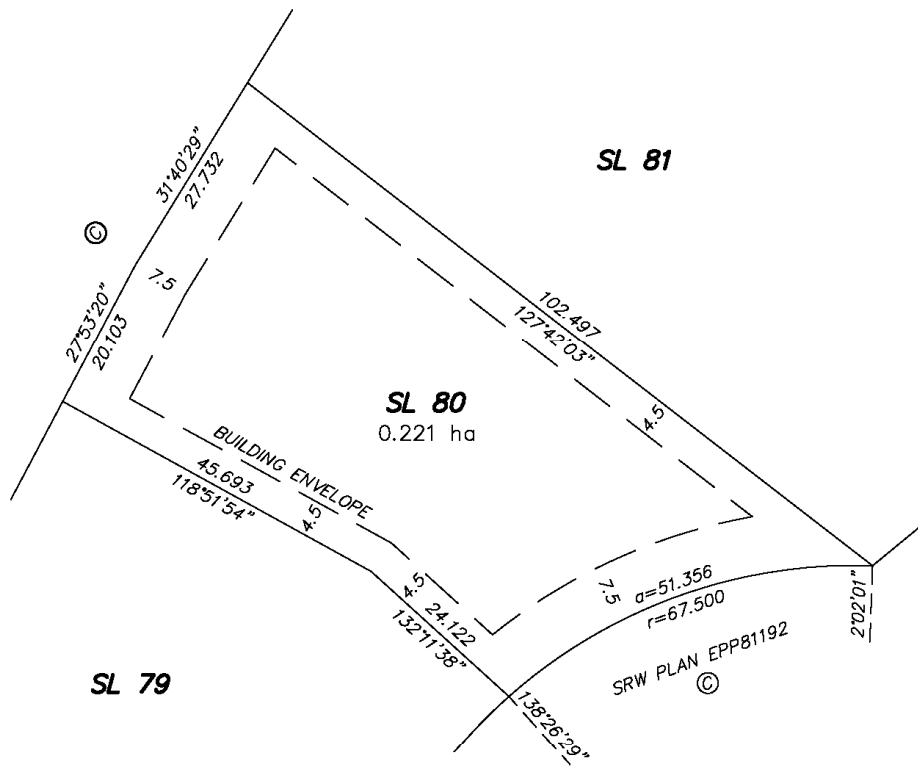 SL 81
31°40'29"
27.732
©
7.5
27°53'20"
20.103
102.497
127°42'03"
4.5
SL 80
0.221 ha
BUILDING ENVELOPE
45.693
118°51'54"
4.5
4.5
24.122
132°11'38"
7.5
a=51.356
r=67.500
2°02'01"
SRW PLAN EPP81192
©
SL 79
138°26'29"